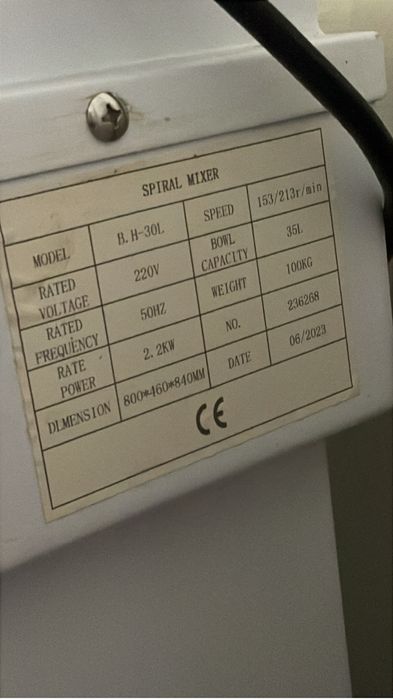 SPIRAL MIXER
MODEL B.H-30L SPEED 153/213r/min
RATED VOLTAGE 220V BOWL CAPACITY 35L
RATED FREQUENCY 50HZ WEIGHT 100KG
RATE POWER 2.2KW NO. 236268
DLMENSION 800*460*840MM DATE 06/2023
CE